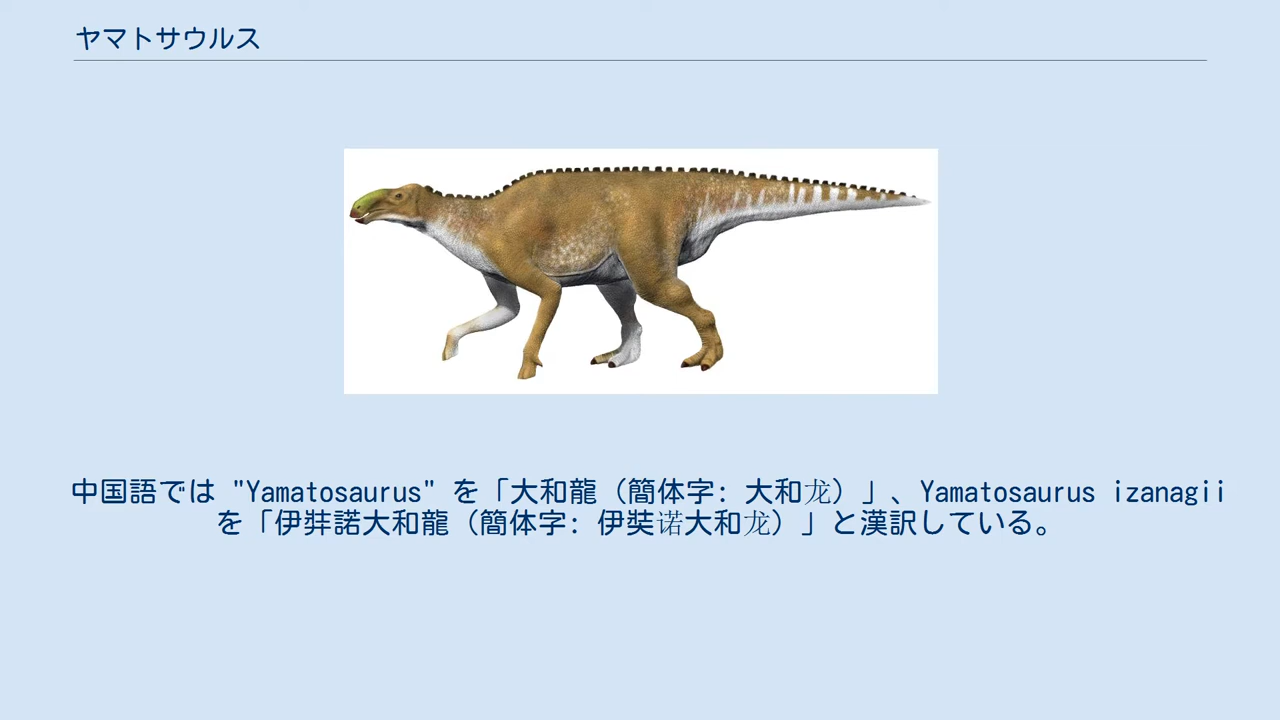 ヤマトサウルス
中国語では "Yamatosaurus" を「大和龍（簡体字: 大和龙）」、Yamatosaurus izanagii
を「伊弉諾大和龍（簡体字: 伊奘诺大和龙）」と漢訳している。